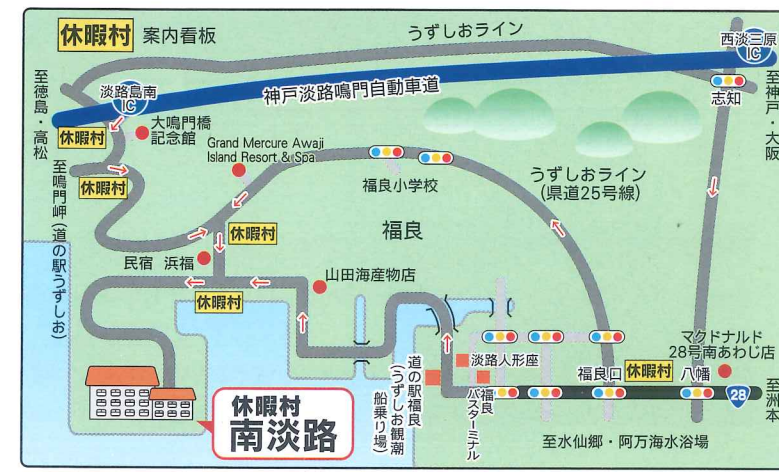 休暇村 案内看板
うずしおライン
西淡三原
IC
至徳島・高松
淡路島南
IC
神戸淡路鳴門自動車道
志知
至神戸・大阪
休暇村
大鳴門橋
記念館
Grand Mercure Awaji
Island Resort & Spa
休暇村
至鳴門岬(道の駅うずしお)
福良小学校
うずしおライン
(県道25号線)
休暇村
福良
民宿 浜福
山田海産物店
休暇村
マクドナルド
28号南あわじ店
淡路人形座
福良口
休暇村
八幡
28
至洲本
道の駅福良
(うずしお観潮
船乗り場)
福良
バスターミナル
休暇村
南淡路
至水仙郷・阿万海水浴場